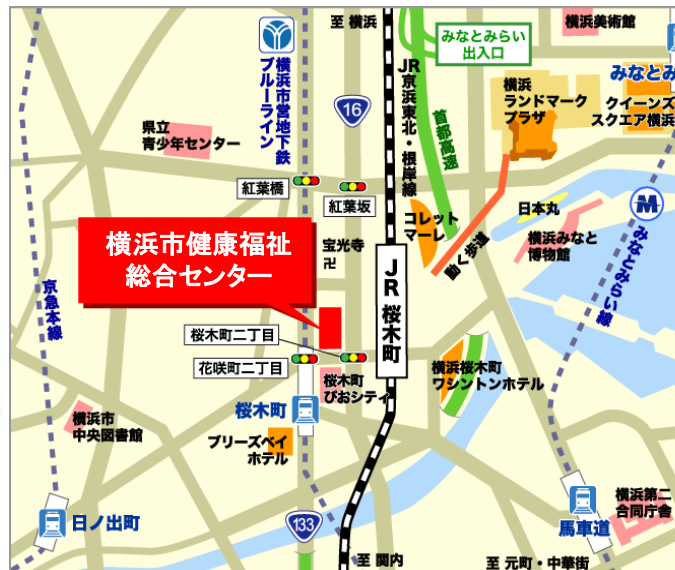 至 横浜
みなとみらい
出入口
横浜美術館
みなとみ
横浜市営地下鉄
ブルーライン
16
JR
京浜東北・根岸線
首都高速
横浜
ランドマーク
プラザ
クイーンズ
スクエア横浜
県立
青少年センター
紅葉橋
紅葉坂
コレット
マーレ
動く歩道
日本丸
横浜みなと
博物館
M
みなとみらい線
横浜市健康福祉
総合センター
宝光寺
卍
JR 桜木町
京急本線
桜木町二丁目
花咲町二丁目
桜木町
ぴおシティ
横浜桜木町
ワシントンホテル
桜木町
横浜市
中央図書館
ブリーズベイ
ホテル
日ノ出町
133
馬車道
横浜第二
合同庁舎
至 関内
至 元町・中華街